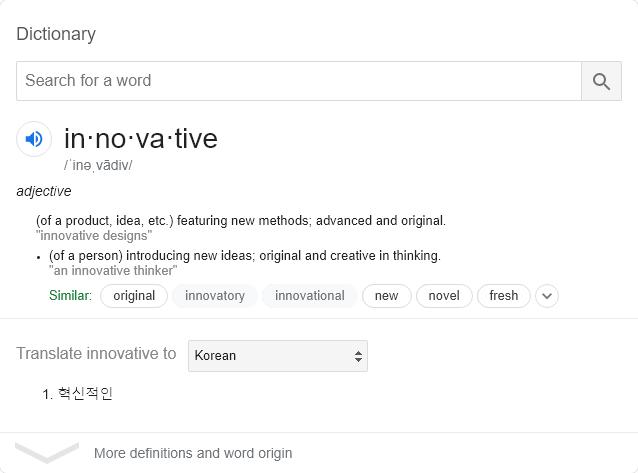 Dictionary
Search for a word
in·no·va·tive
/ˈinəˌvādiv/
adjective
(of a product, idea, etc.) featuring new methods; advanced and original.
"innovative designs"
• (of a person) introducing new ideas; original and creative in thinking.
"an innovative thinker"
Similar: original innovatory innovational new novel fresh
Translate innovative to Korean
1. 혁신적인
More definitions and word origin